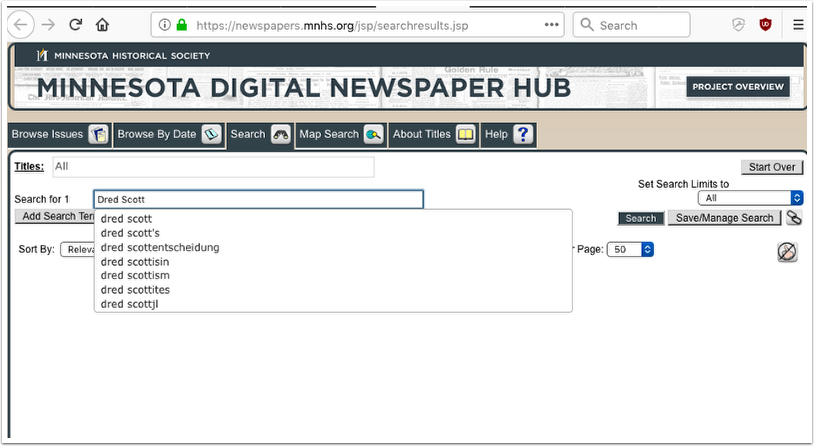 https://newspapers.mnhs.org/jsp/searchresults.jsp
Search
MINNESOTA HISTORICAL SOCIETY
Golden Rule
MINNESOTA DIGITAL NEWSPAPER HUB
PROJECT OVERVIEW
Browse Issues
Browse By Date
Search
Map Search
About Titles
Help
?
Titles:
All
Start Over
Set Search Limits to
Search for 1
Dred Scott
All
Add Search Ter
Search
Save/Manage Search
dred scott
dred scott's
dred scottentscheidung
dred scottisin
dred scottism
dred scottites
dred scottjl
Sort By:
Releva
r Page:
50